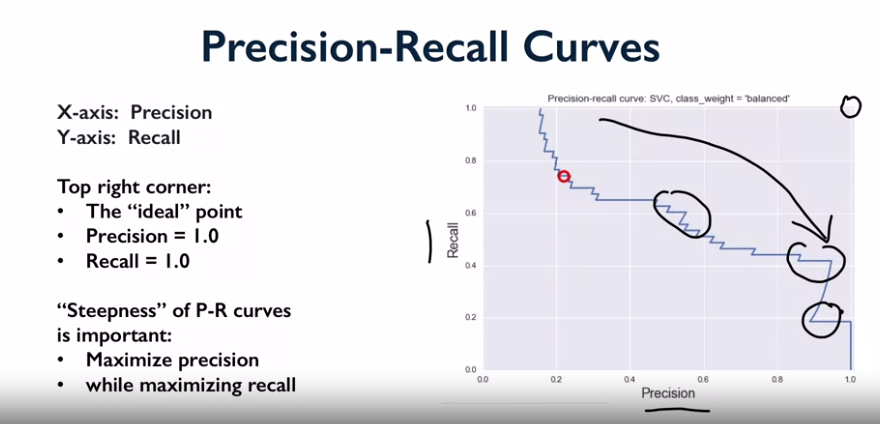 Precision-Recall Curves
X-axis: Precision
Y-axis: Recall
Top right corner:
• The “ideal” point
• Precision = 1.0
• Recall = 1.0
“Steepness” of P-R curves
is important:
• Maximize precision
• while maximizing recall
Precision-recall curve: SVC, class_weight = 'balanced'
1.0
0.8
0.6
0.4
0.2
0.0
Recall
0.0 0.2 0.4 0.6 0.8 1.0
Precision